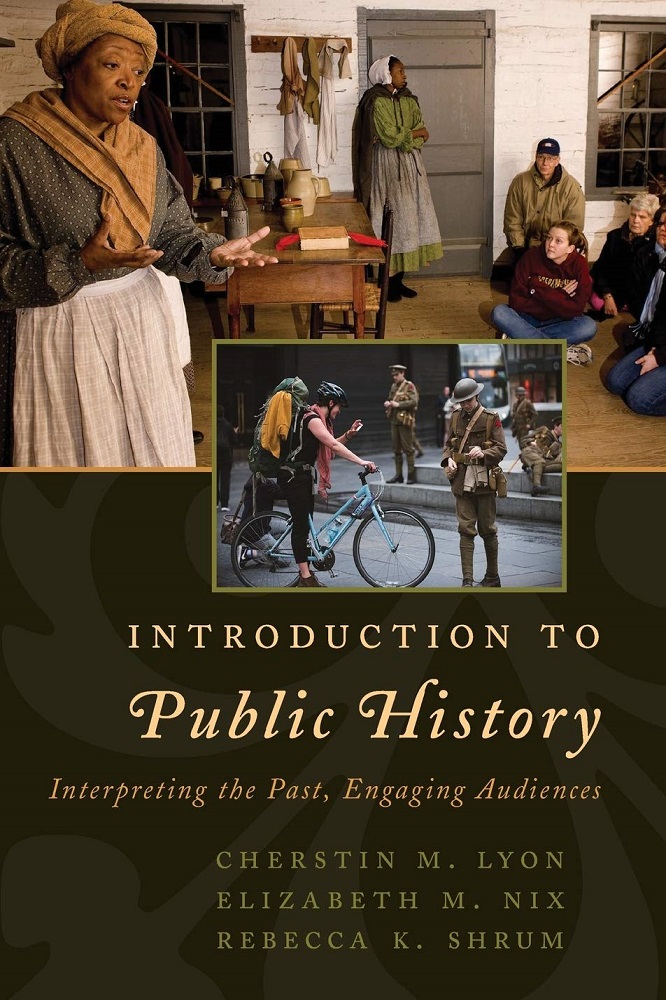 INTRODUCTION TO
Public History
Interpreting the Past, Engaging Audiences
CHERSTIN M. LYON
ELIZABETH M. NIX
REBECCA K. SHRUM